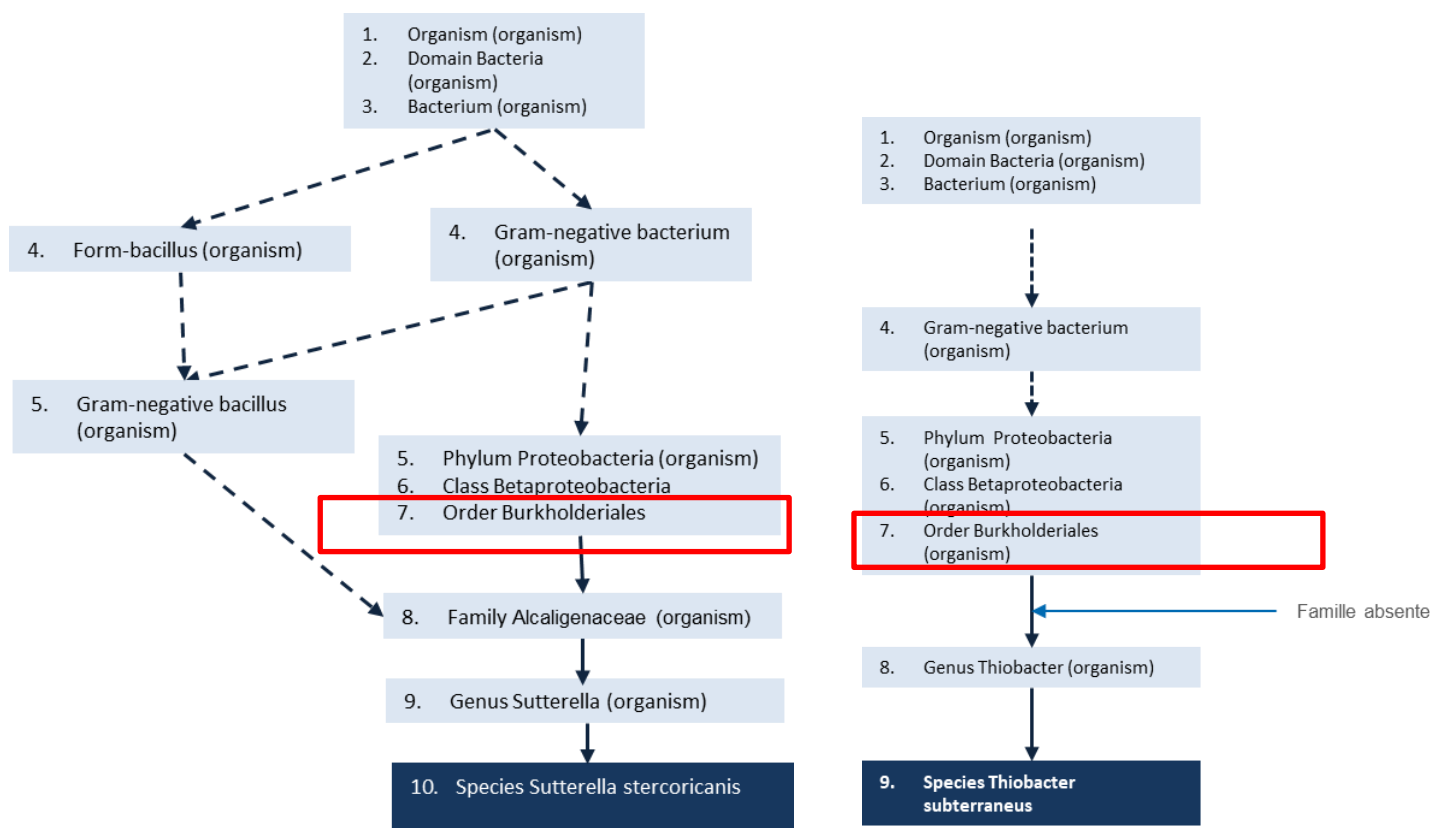 1. Organism (organism)
2. Domain Bacteria
(organism)
3. Bacterium (organism)
4. Form-bacillus (organism)
4. Gram-negative bacterium
(organism)
5. Gram-negative bacillus
(organism)
5. Phylum Proteobacteria (organism)
6. Class Betaproteobacteria
7. Order Burkholderiales
8. Family Alcaligenaceae (organism)
9. Genus Sutterella (organism)
10. Species Sutterella stercoricanis
1. Organism (organism)
2. Domain Bacteria (organism)
3. Bacterium (organism)
4. Gram-negative bacterium
(organism)
5. Phylum Proteobacteria
(organism)
6. Class Betaproteobacteria
(organism)
7. Order Burkholderiales
(organism)
Famille absente
8. Genus Thiobacter (organism)
9. Species Thiobacter
subterraneus